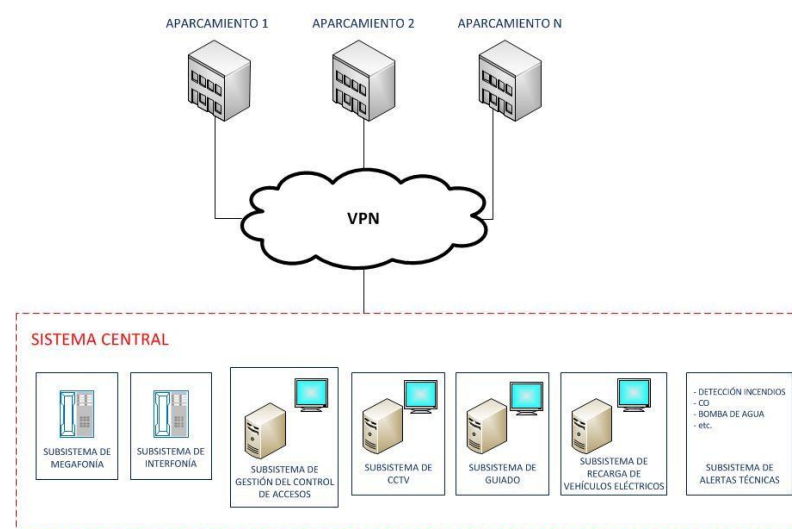 APARCAMIENTO 1
APARCAMIENTO 2
APARCAMIENTO N
VPN
SISTEMA CENTRAL
SUBSISTEMA DE
MEGAFONÍA
SUBSISTEMA DE
INTERFONÍA
SUBSISTEMA DE
GESTIÓN DEL CONTROL
DE ACCESOS
SUBSISTEMA DE
CCTV
SUBSISTEMA DE
GUIADO
SUBSISTEMA DE
RECARGA DE
VEHÍCULOS ELÉCTRICOS
- DETECCIÓN INCENDIOS
- CO
- BOMBA DE AGUA
- etc.
SUBSISTEMA DE
ALERTAS TÉCNICAS